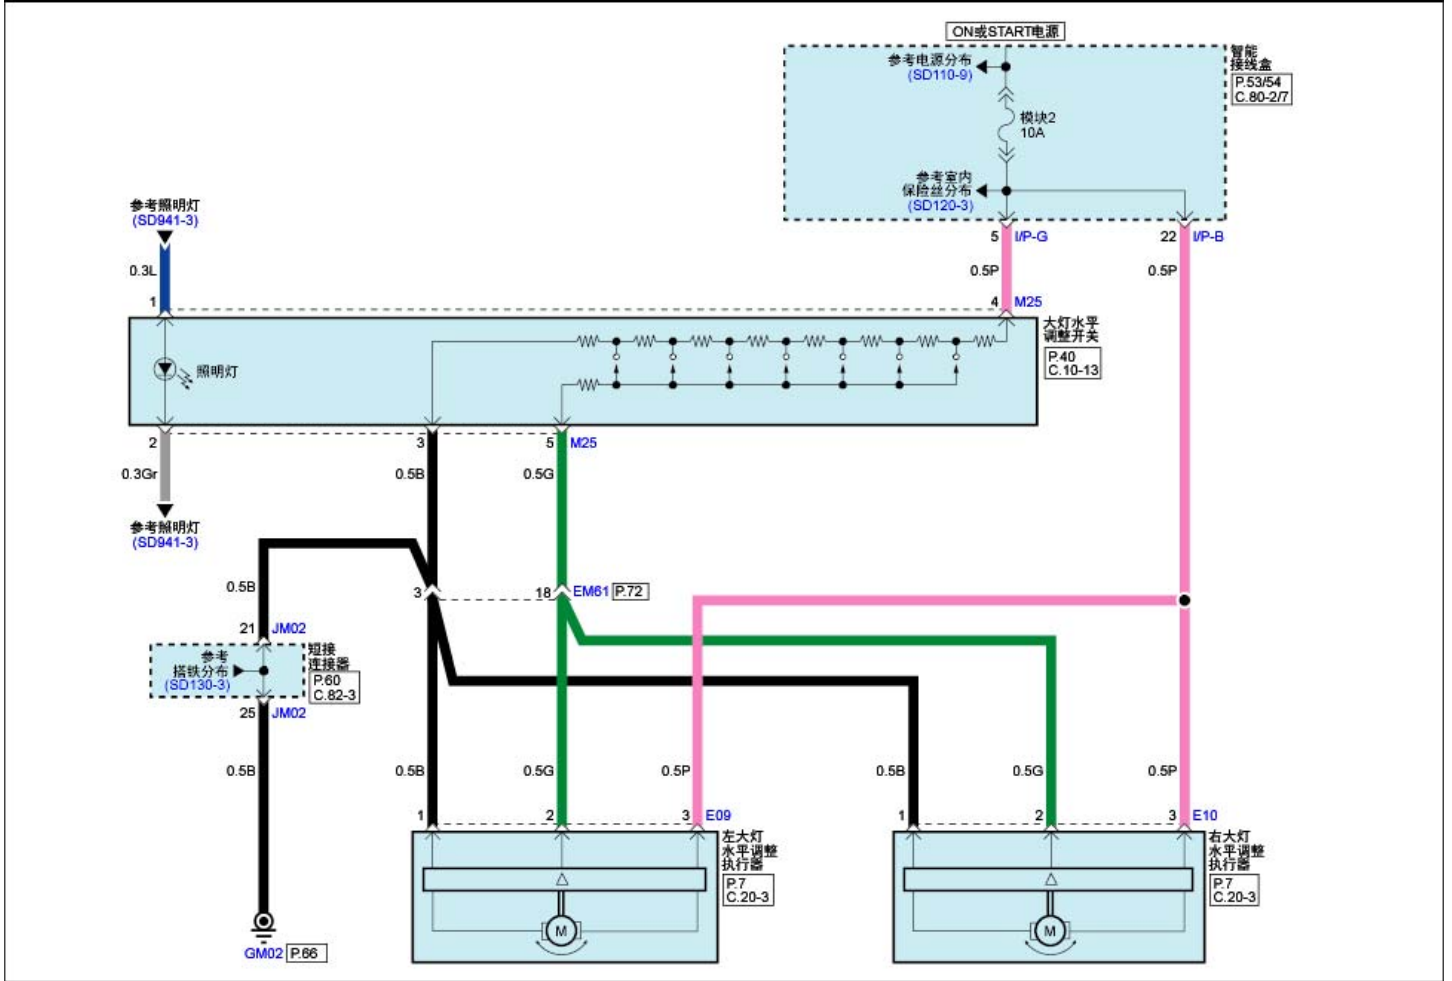 ON或START电源
参考电源分布
(SD110-9)
智能
接线盒
P.53/54
C.80-2/7
模块2
10A
参考室内
保险丝分布
(SD120-3)
参考照明灯
(SD941-3)
5 I/P-G
22 I/P-B
0.3L
0.5P
0.5P
1
4 M25
大灯水平
调整开关
P.40
C.10-13
照明灯
2
3
5 M25
0.3Gr
0.5B
0.5G
参考照明灯
(SD941-3)
0.5B
3
18 EM61 P.72
21 JM02
参考
搭铁分布
(SD130-3)
短接
连接器
P.60
C.82-3
25 JM02
0.5B
0.5B
0.5G
0.5P
0.5B
0.5G
0.5P
1
2
3 E09
1
2
3 E10
左大灯
水平调整
执行器
P.7
C.20-3
右大灯
水平调整
执行器
P.7
C.20-3
M
M
GM02 P.66